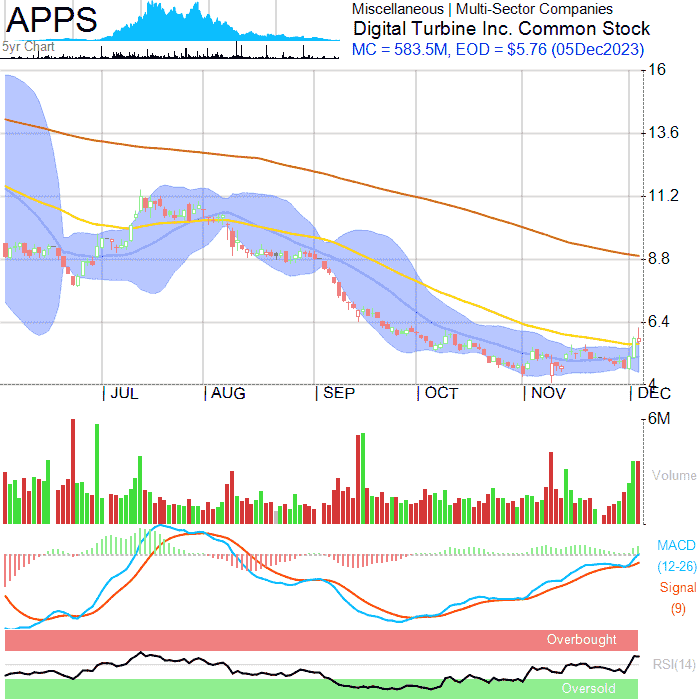 APPS
Miscellaneous | Multi-Sector Companies
Digital Turbine Inc. Common Stock
MC = 583.5M, EOD = $5.76 (05Dec2023)
5yr Chart
16
13.6
11.2
8.8
6.4
4
JUL AUG SEP OCT NOV DEC
6M
Volume
MACD
(12-26)
Signal
(9)
Overbought
RSI(14)
Oversold